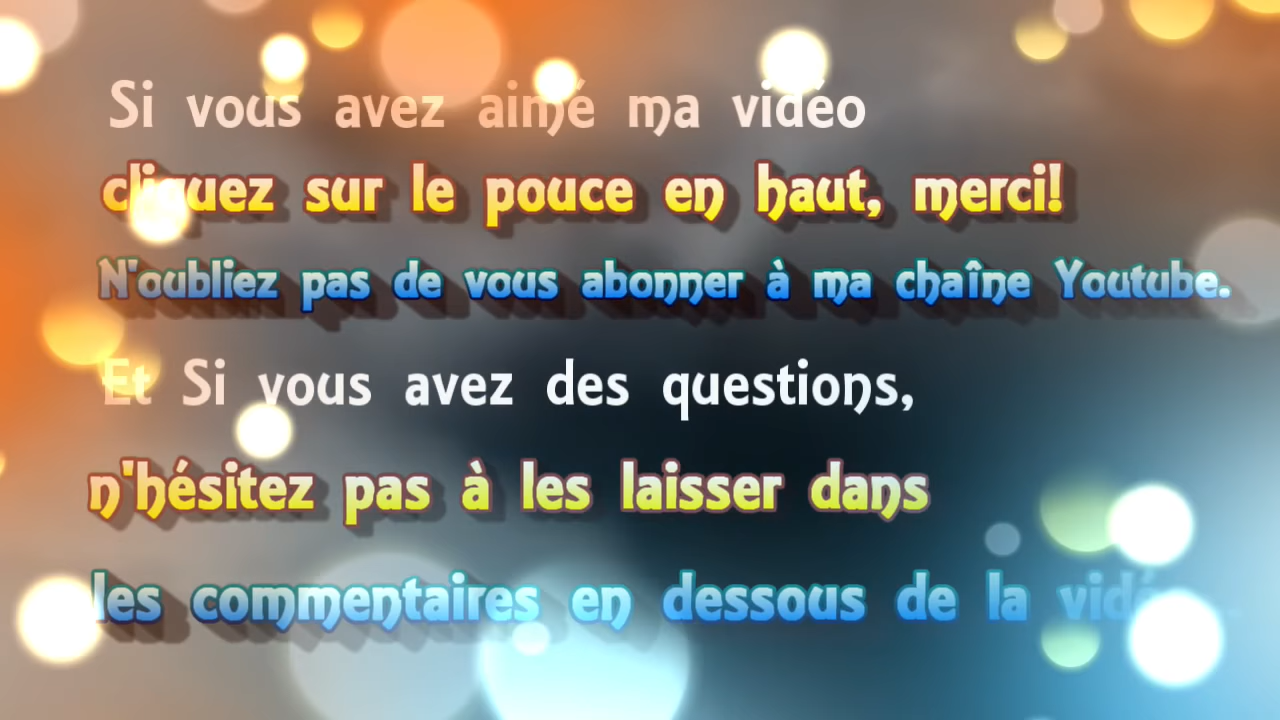 Si vous avez aimé ma vidéo
cliquez sur le pouce en haut, merci!
N'oubliez pas de vous abonner à ma chaîne Youtube.
Et Si vous avez des questions,
n'hésitez pas à les laisser dans
les commentaires en dessous de la